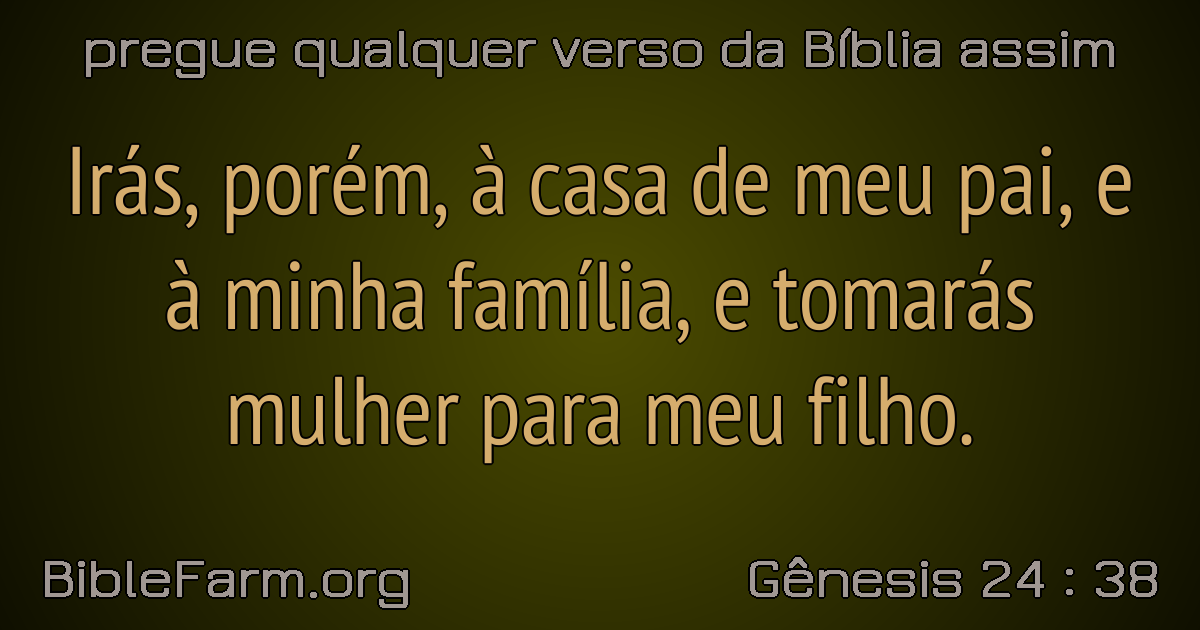 pregue qualquer verso da Bíblia assim
Irás, porém, à casa de meu pai, e
à minha família, e tomarás
mulher para meu filho.
BibleFarm.org
Gênesis 24 : 38